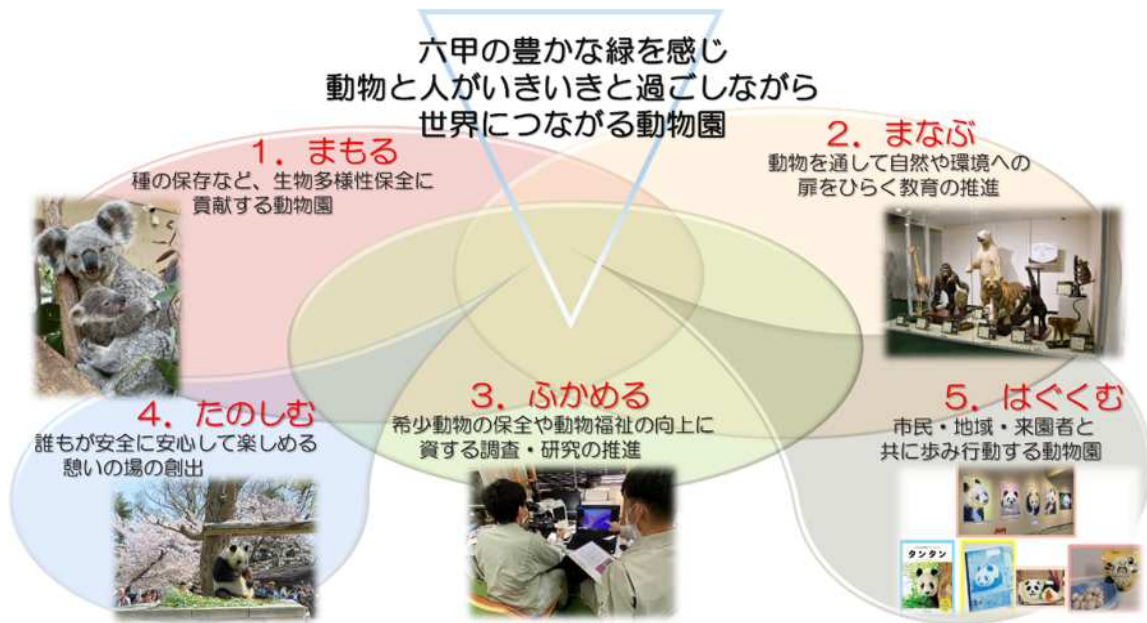 六甲の豊かな緑を感じ
動物と人がいきいきと過ごしながら
世界につながる動物園
1．まもる
種の保存など、生物多様性保全に
貢献する動物園
2．まなぶ
動物を通して自然や環境への
扉をひらく教育の推進
3．ふかめる
希少動物の保全や動物福祉の向上に
資する調査・研究の推進
4．たのしむ
誰もが安全に安心して楽しめる
憩いの場の創出
5．はぐくむ
市民・地域・来園者と
共に歩み行動する動物園
タンタン